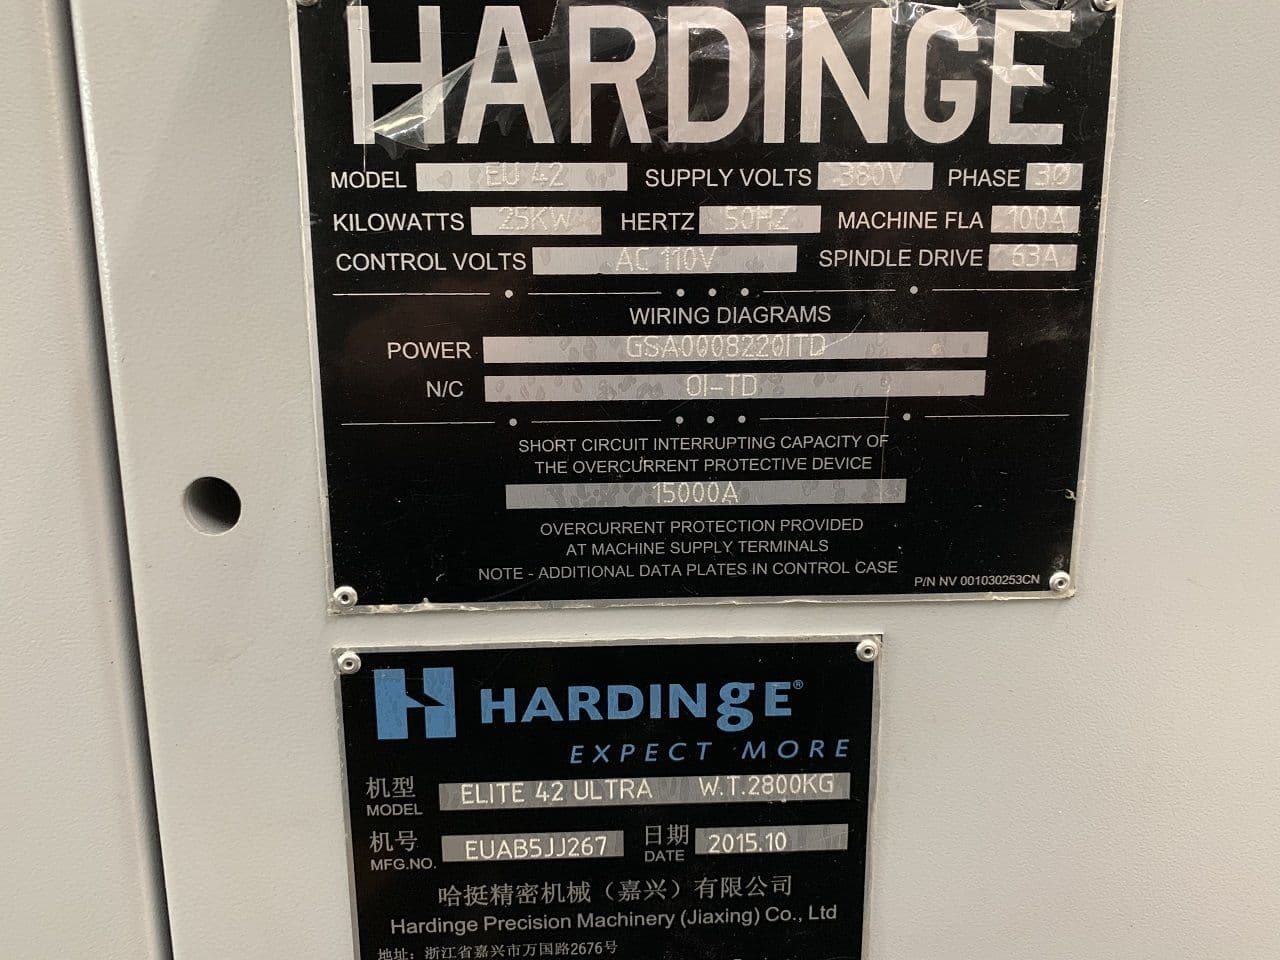 HARDINGE
MODEL EU 42 SUPPLY VOLTS 380V PHASE 3Ø
KILOWATTS 25KW HERTZ 50HZ MACHINE FLA 100A
CONTROL VOLTS AC 110V SPINDLE DRIVE 63A
WIRING DIAGRAMS
POWER GSA0008220ITD
N/C OI-TD
SHORT CIRCUIT INTERRUPTING CAPACITY OF
THE OVERCURRENT PROTECTIVE DEVICE
15000A
OVERCURRENT PROTECTION PROVIDED
AT MACHINE SUPPLY TERMINALS
NOTE - ADDITIONAL DATA PLATES IN CONTROL CASE
P/N NV 001030253CN
H HARDINgE®
EXPECT MORE
机型 MODEL ELITE 42 ULTRA W.T.2800KG
机号 MFG.NO. EUAB5JJ267 日期 DATE 2015.10
哈挺精密机械（嘉兴）有限公司
Hardinge Precision Machinery (Jiaxing) Co., Ltd
地址: 浙江省嘉兴市万国路2676号